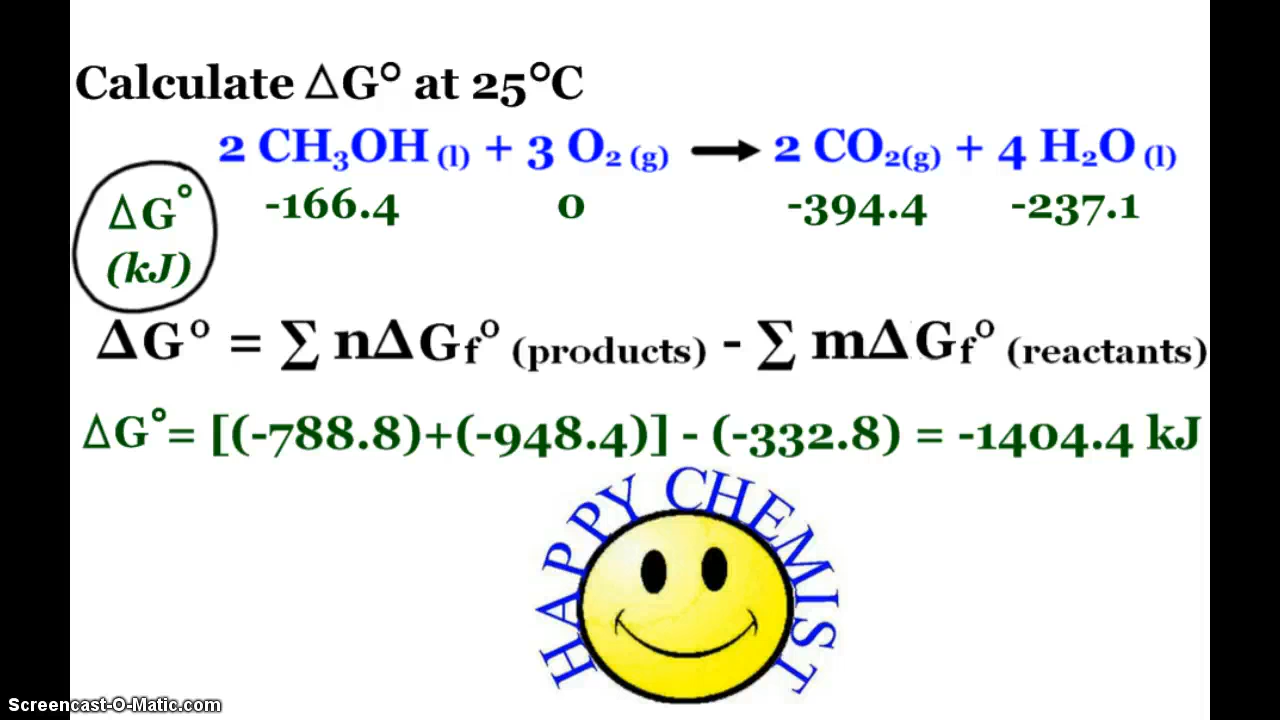 Calculate ΔG° at 25°C
2 CH₃OH (l) + 3 O₂ (g) → 2 CO₂(g) + 4 H₂O (l)
ΔG° -166.4 0 -394.4 -237.1
(kJ)
ΔG° = ∑ nΔGf° (products) - ∑ mΔGf° (reactants)
ΔG°= [(-788.8)+(-948.4)] - (-332.8) = -1404.4 kJ
HAPPY CHEMIST
Screencast-O-Matic.com